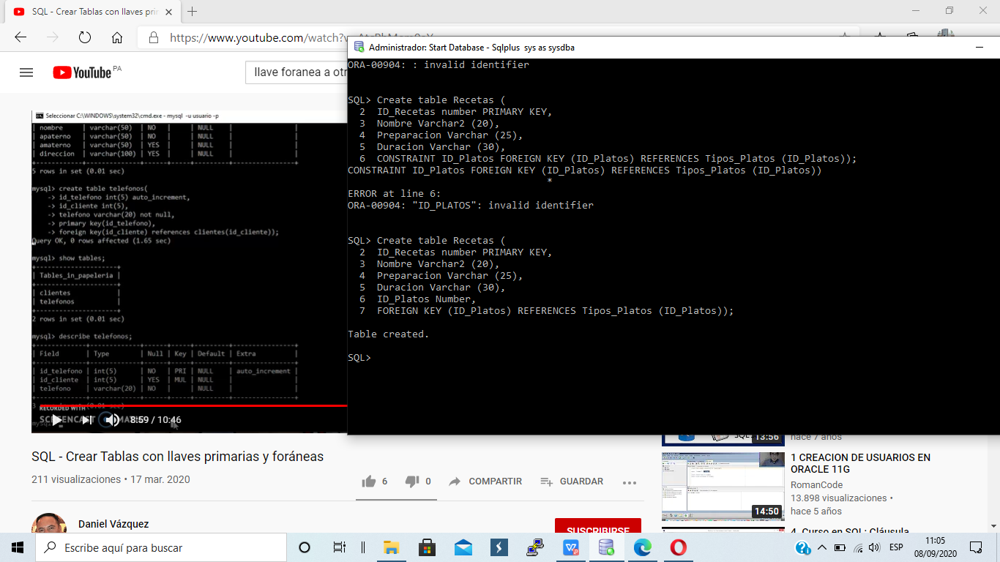 SQL - Crear Tablas con llaves prim
https://www.youtube.com/watch?v
YouTube PA
llave foranea a otr
Administrador: Start Database - Sqlplus sys as sysdba
ORA-00904: : invalid identifier
SQL> Create table Recetas (
2 ID_Recetas number PRIMARY KEY,
3 Nombre Varchar2 (20),
4 Preparacion Varchar (25),
5 Duracion Varchar (30),
6 CONSTRAINT ID_Platos FOREIGN KEY (ID_Platos) REFERENCES Tipos_Platos (ID_Platos));
CONSTRAINT ID_Platos FOREIGN KEY (ID_Platos) REFERENCES Tipos_Platos (ID_Platos))
*
ERROR at line 6:
ORA-00904: "ID_PLATOS": invalid identifier
SQL> Create table Recetas (
2 ID_Recetas number PRIMARY KEY,
3 Nombre Varchar2 (20),
4 Preparacion Varchar (25),
5 Duracion Varchar (30),
6 ID_Platos Number,
7 FOREIGN KEY (ID_Platos) REFERENCES Tipos_Platos (ID_Platos));
Table created.
SQL>
Seleccionar C:\WINDOWS\system32\cmd.exe - mysql -u usuario -p
| nombre | varchar(50) | NO | | NULL | |
| apaterno | varchar(50) | NO | | NULL | |
| amaterno | varchar(50) | YES | | NULL | |
| direccion | varchar(100) | YES | | NULL | |
5 rows in set (0.01 sec)
mysql> create table telefonos(
-> id_telefono int(5) auto_increment,
-> id_cliente int(5),
-> telefono varchar(20) not null,
-> primary key(id_telefono),
-> foreign key(id_cliente) references clientes(id_cliente));
Query OK, 0 rows affected (1.65 sec)
mysql> show tables;
| Tables_in_papeleria |
| clientes |
| telefonos |
2 rows in set (0.01 sec)
mysql> describe telefonos;
| Field | Type | Null | Key | Default | Extra |
| id_telefono | int(5) | NO | PRI | NULL | auto_increment |
| id_cliente | int(5) | YES | MUL | NULL | |
| telefono | varchar(20) | NO | | NULL | |
3 (0.01 sec)
RECORDED WITH
SCREENCAST MATIC
8:59 / 10:46
SQL - Crear Tablas con llaves primarias y foráneas
211 visualizaciones • 17 mar. 2020
6 0 COMPARTIR GUARDAR
Daniel Vázquez
SUSCRIBIRSE
13:56
hace 7 años
1 CREACION DE USUARIOS EN
ORACLE 11G
RomanCode
13.898 visualizaciones •
hace 5 años
14:50
4. Curso en SQL: Cláusula
Escribe aquí para buscar
ESP
11:05
08/09/2020